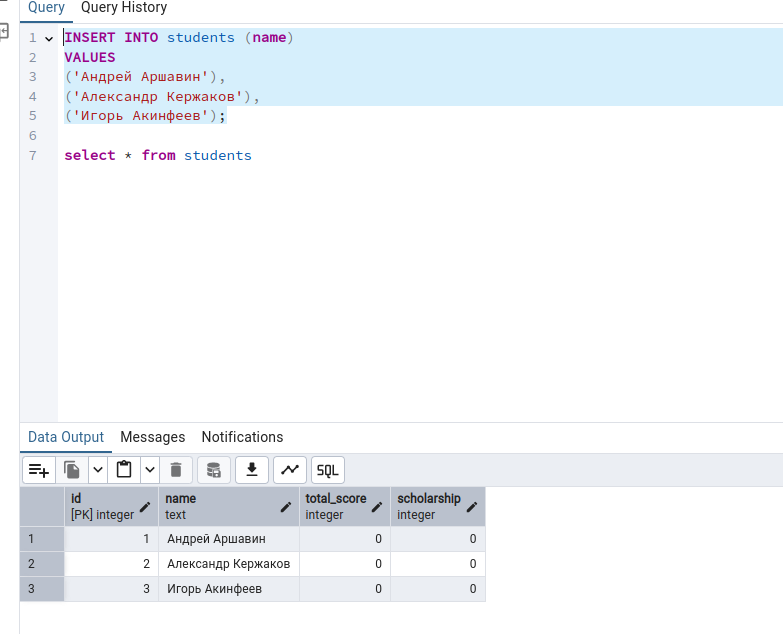 Query Query History
1 INSERT INTO students (name)
2 VALUES
3 ('Андрей Аршавин'),
4 ('Александр Кержаков'),
5 ('Игорь Акинфеев');
6
7 select * from students
Data Output Messages Notifications
SQL
id name total_score scholarship
[PK] integer text integer integer
1 1 Андрей Аршавин 0 0
2 2 Александр Кержаков 0 0
3 3 Игорь Акинфеев 0 0